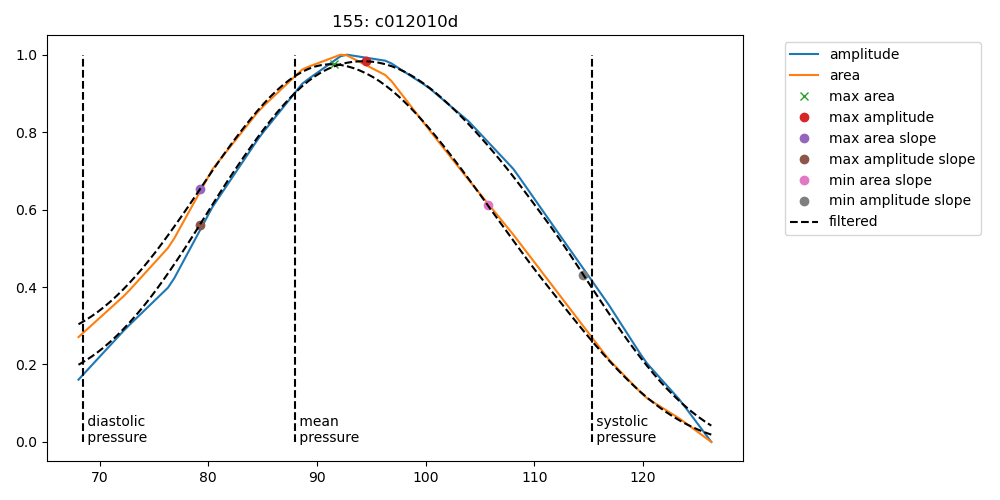 155: c012010d
1.0
0.8
0.6
0.4
0.2
0.0
70
80
90
100
110
120
diastolic
pressure
mean
pressure
systolic
pressure
amplitude
area
max area
max amplitude
max area slope
max amplitude slope
min area slope
min amplitude slope
filtered